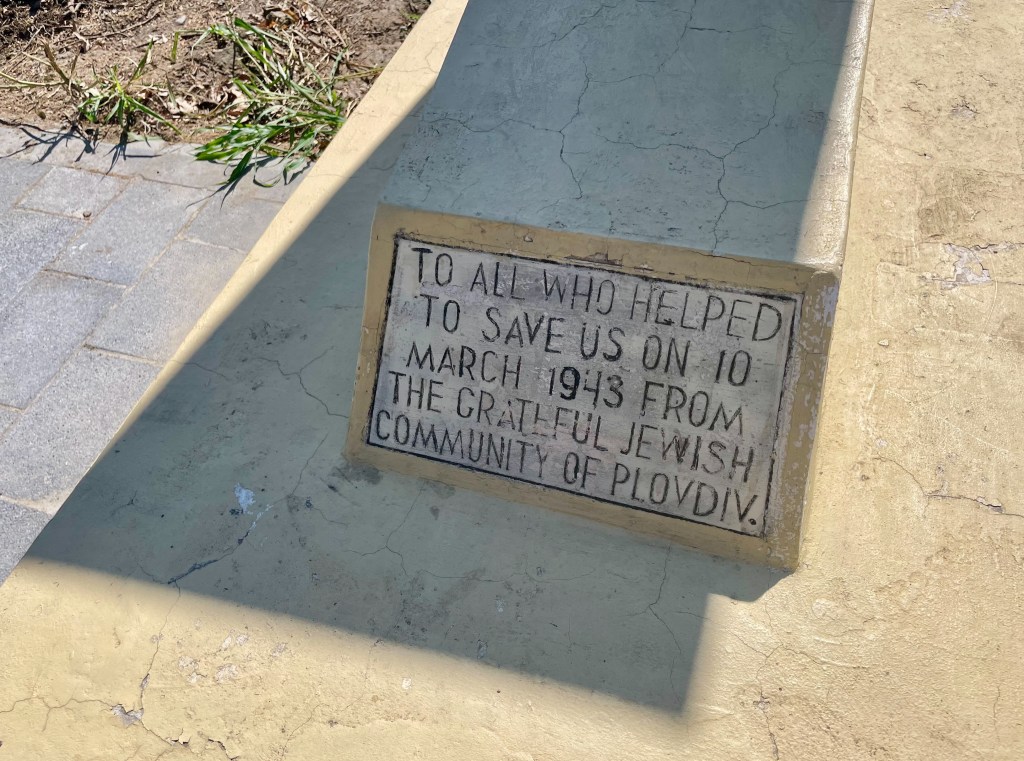 TO ALL WHO HELPED
TO SAVE US ON 10
MARCH 1943 FROM
THE GRATEFUL JEWISH
COMMUNITY OF PLOVDIV.